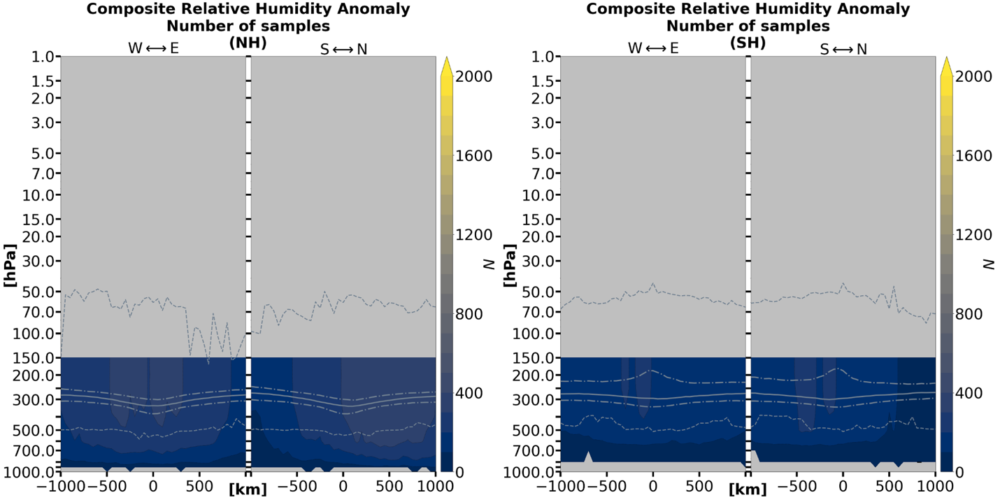 Composite Relative Humidity Anomaly
Number of samples
(NH)
W ⟷ E
S ⟷ N
1.0
1.5
2.0
3.0
5.0
7.0
10.0
15.0
20.0
30.0
50.0
70.0
100.0
150.0
200.0
300.0
500.0
700.0
1000.0
[hPa]
−1000 −500 0 500 −500 0 500 1000
[km]
2000
1600
1200
800
400
0
N
Composite Relative Humidity Anomaly
Number of samples
(SH)
W ⟷ E
S ⟷ N
1.0
1.5
2.0
3.0
5.0
7.0
10.0
15.0
20.0
30.0
50.0
70.0
100.0
150.0
200.0
300.0
500.0
700.0
1000.0
[hPa]
−1000 −500 0 500 −500 0 500 1000
[km]
2000
1600
1200
800
400
0
N